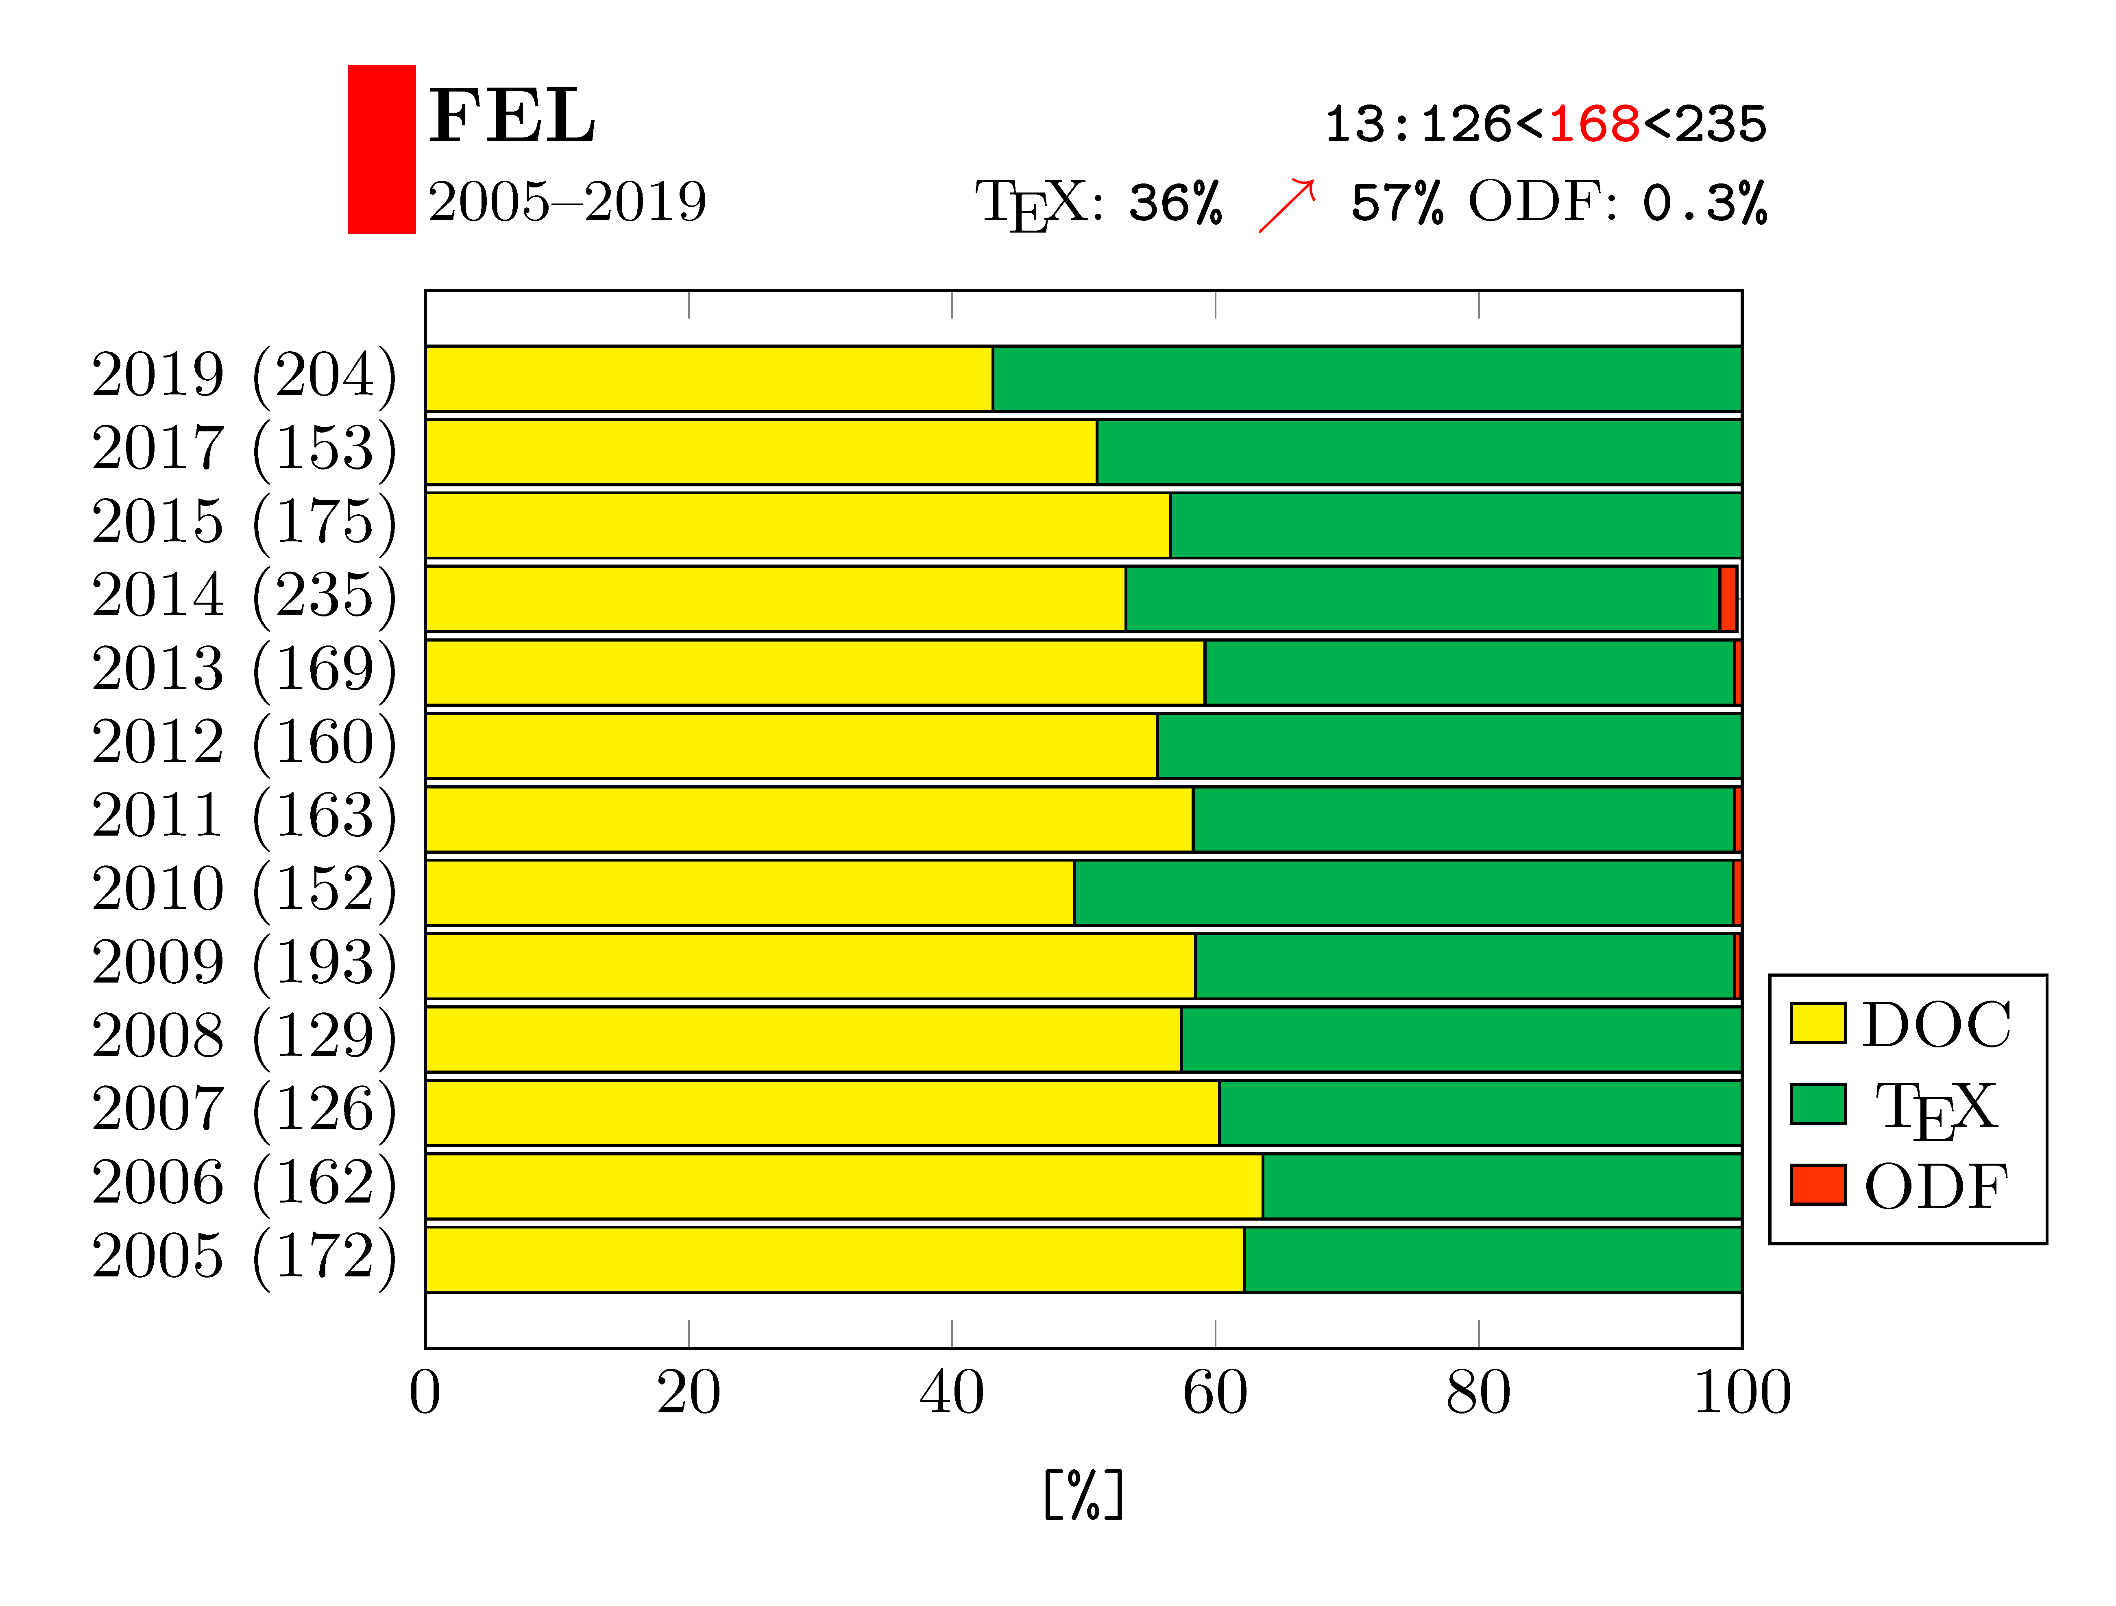 FEL
13:126<168<235
2005–2019
TEX: 36% ↗ 57% ODF: 0.3%
2019 (204)
2017 (153)
2015 (175)
2014 (235)
2013 (169)
2012 (160)
2011 (163)
2010 (152)
2009 (193)
2008 (129)
2007 (126)
2006 (162)
2005 (172)
DOC
TEX
ODF
0 20 40 60 80 100
[%]